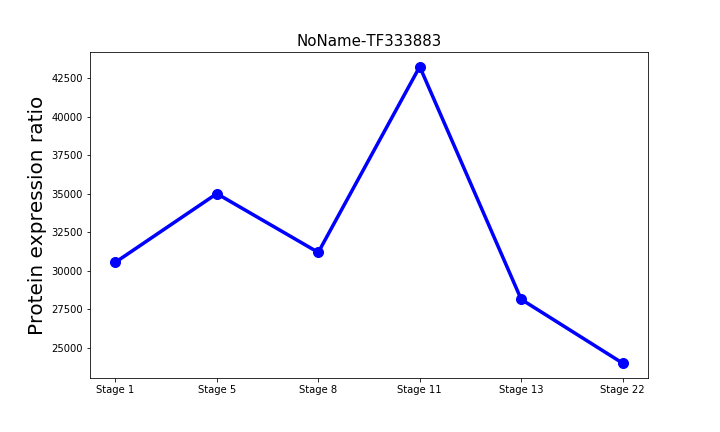 NoName-TF333883
Protein expression ratio
42500
40000
37500
35000
32500
30000
27500
25000
Stage 1 Stage 5 Stage 8 Stage 11 Stage 13 Stage 22